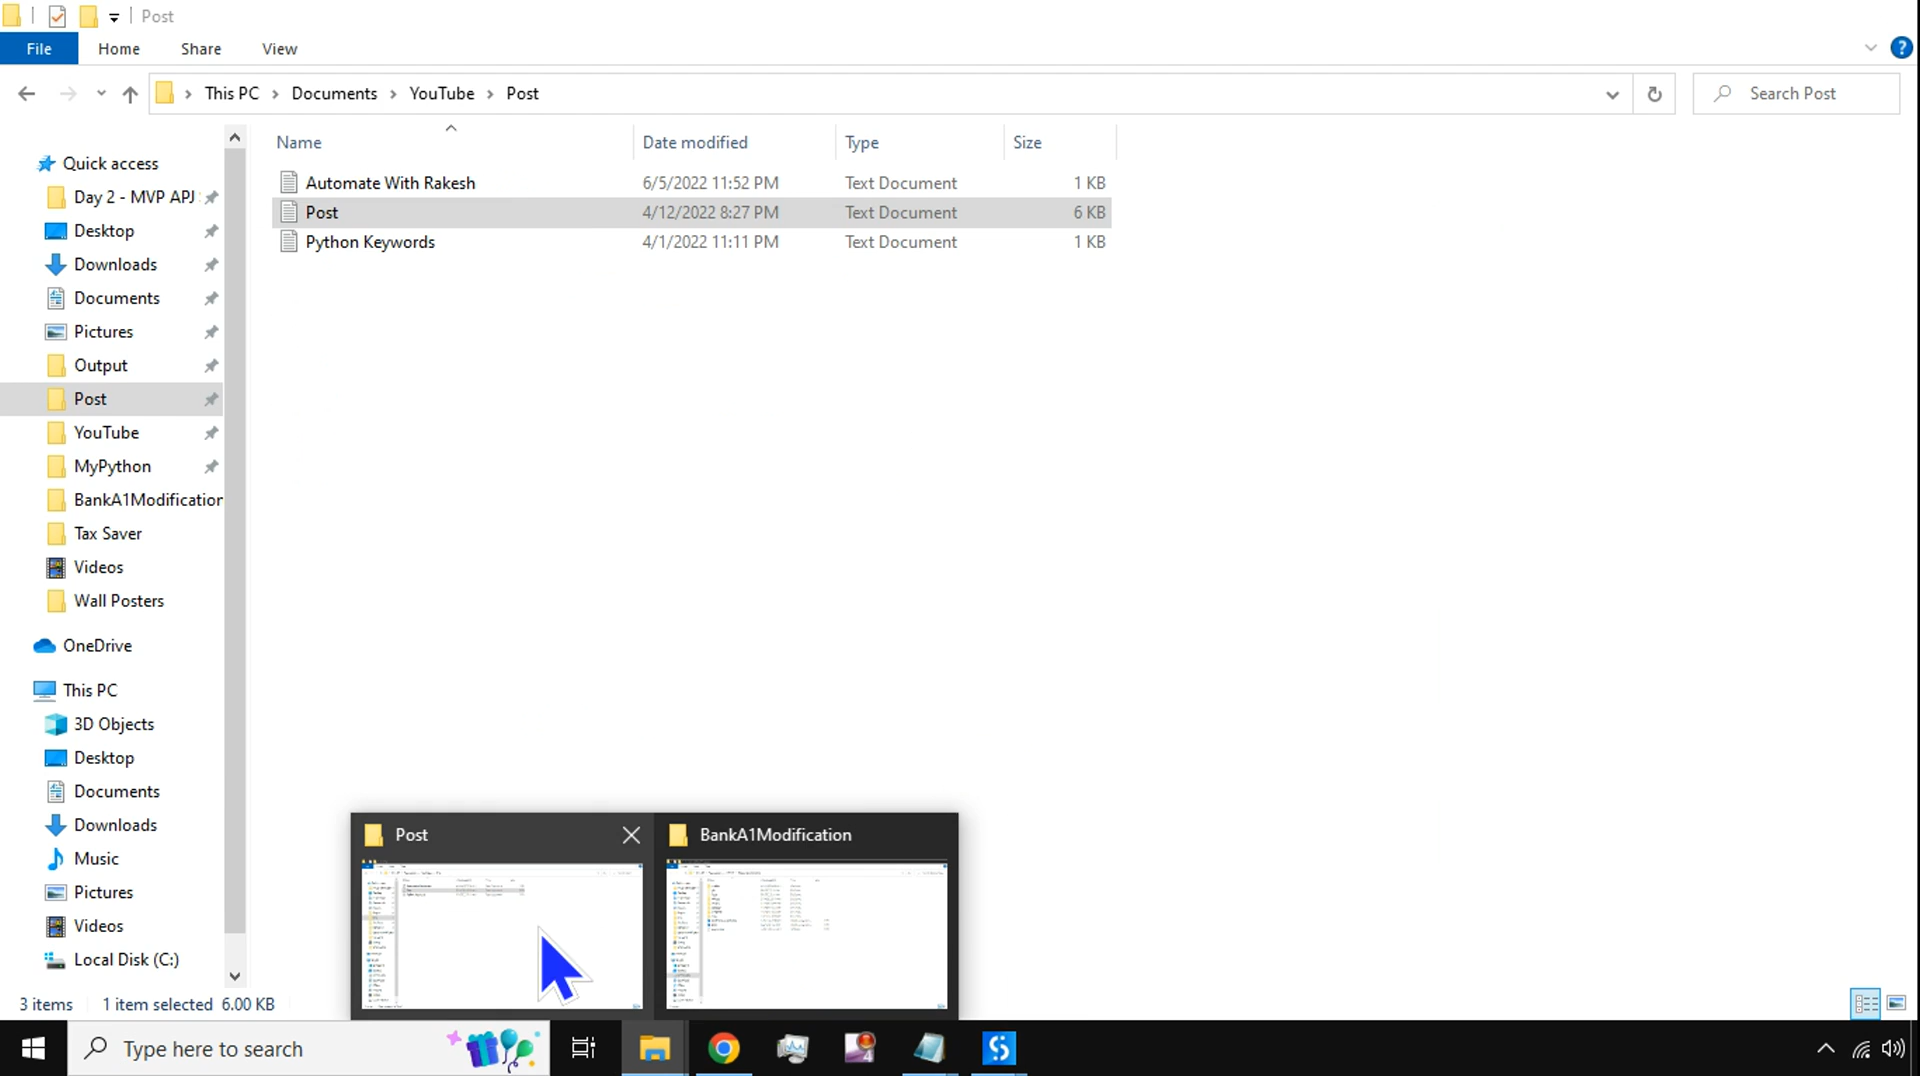 Post
File Home Share View
This PC Documents YouTube Post Search Post
Name Date modified Type Size
Automate With Rakesh 6/5/2022 11:52 PM Text Document 1 KB
Post 4/12/2022 8:27 PM Text Document 6 KB
Python Keywords 4/1/2022 11:11 PM Text Document 1 KB
Quick access
Day 2 - MVP APJ
Desktop
Downloads
Documents
Pictures
Output
Post
YouTube
MyPython
BankA1Modification
Tax Saver
Videos
Wall Posters
OneDrive
This PC
3D Objects
Desktop
Documents
Downloads
Music
Pictures
Videos
Local Disk (C:)
Post BankA1Modification
3 items 1 item selected 6.00 KB
Type here to search